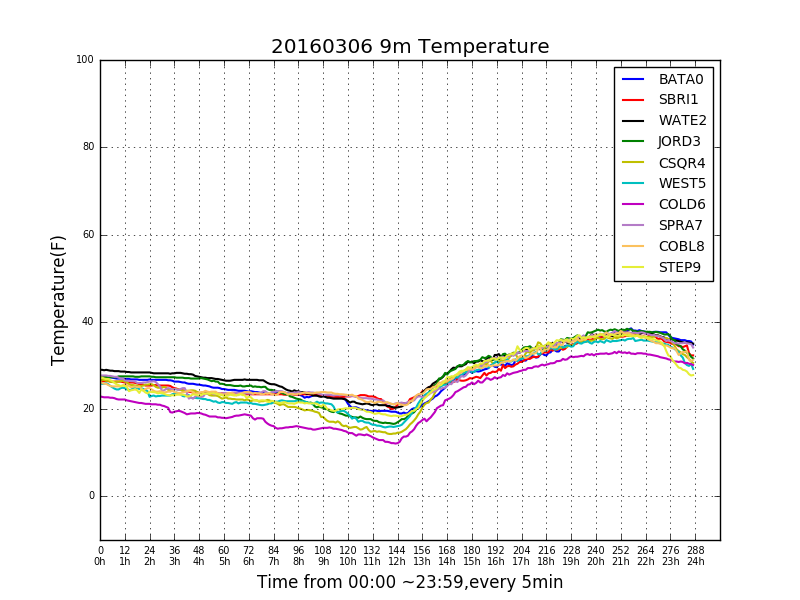 20160306 9m Temperature
100
80
60
40
20
0
Temperature(F)
BATA0
SBRI1
WATE2
JORD3
CSQR4
WEST5
COLD6
SPRA7
COBL8
STEP9
0 12 24 36 48 60 72 84 96 108 120 132 144 156 168 180 192 204 216 228 240 252 264 276 288
0h 1h 2h 3h 4h 5h 6h 7h 8h 9h 10h 11h 12h 13h 14h 15h 16h 17h 18h 19h 20h 21h 22h 23h 24h
Time from 00:00 ~23:59,every 5min